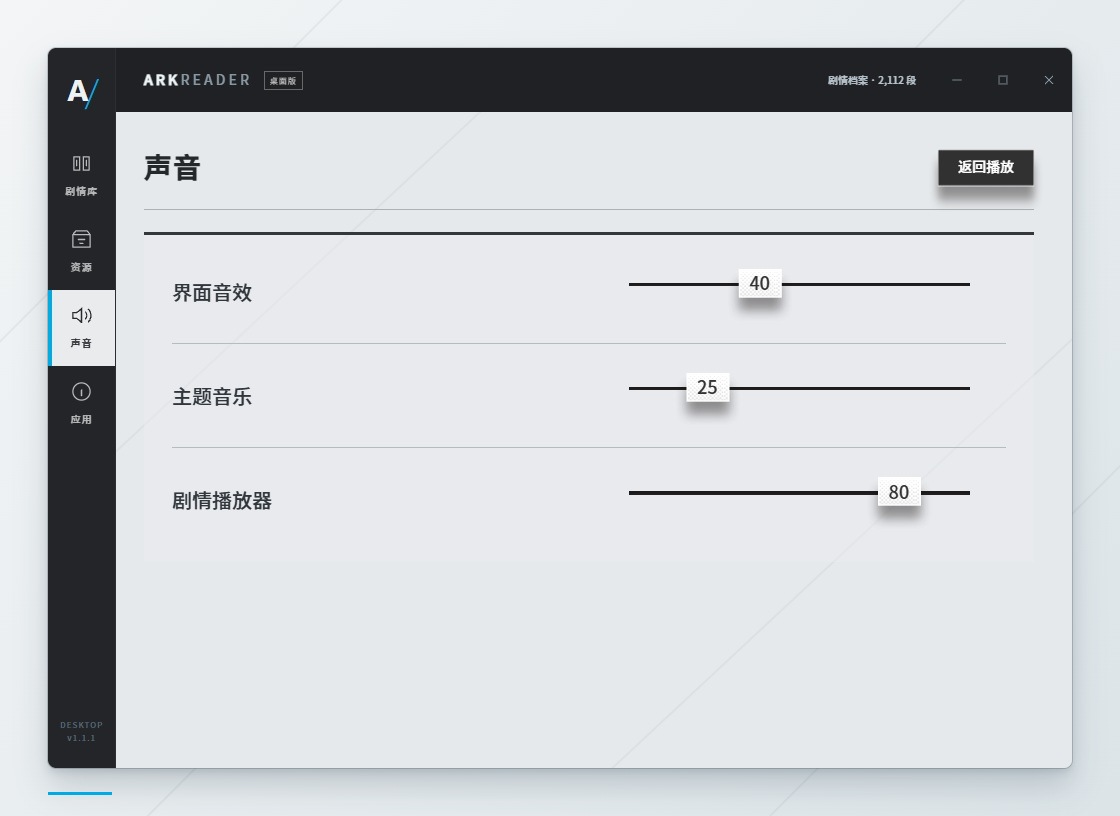 A/
ARKREADER 桌面版
剧情档案 · 2,112 段
剧情库
资源
声音
应用
DESKTOP
v1.1.1
声音
返回播放
界面音效
40
主题音乐
25
剧情播放器
80